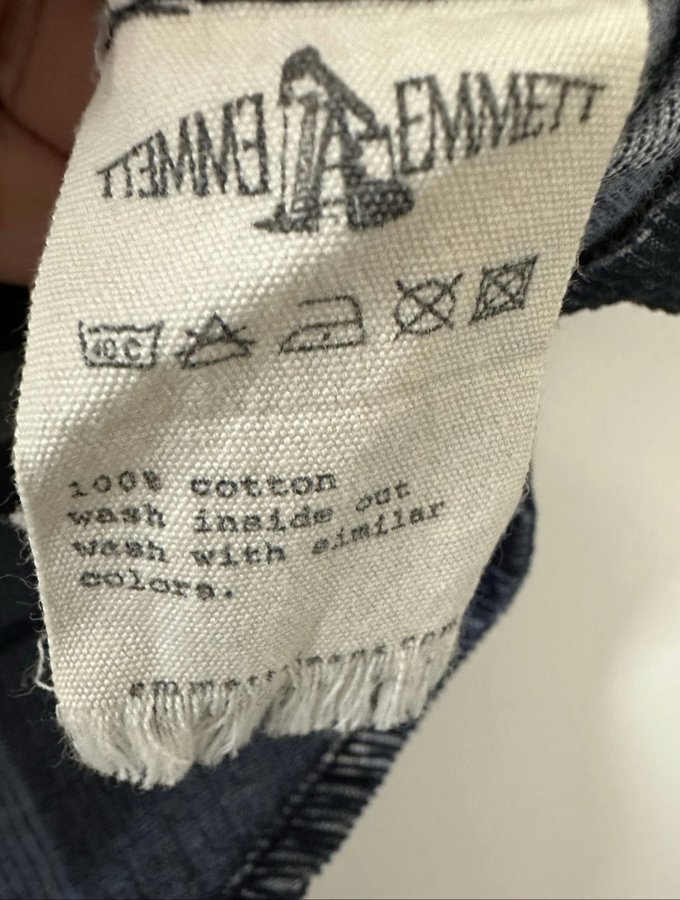 EMMETT EMMETT
40 C
100% cotton
wash inside out
wash with similar
colors.